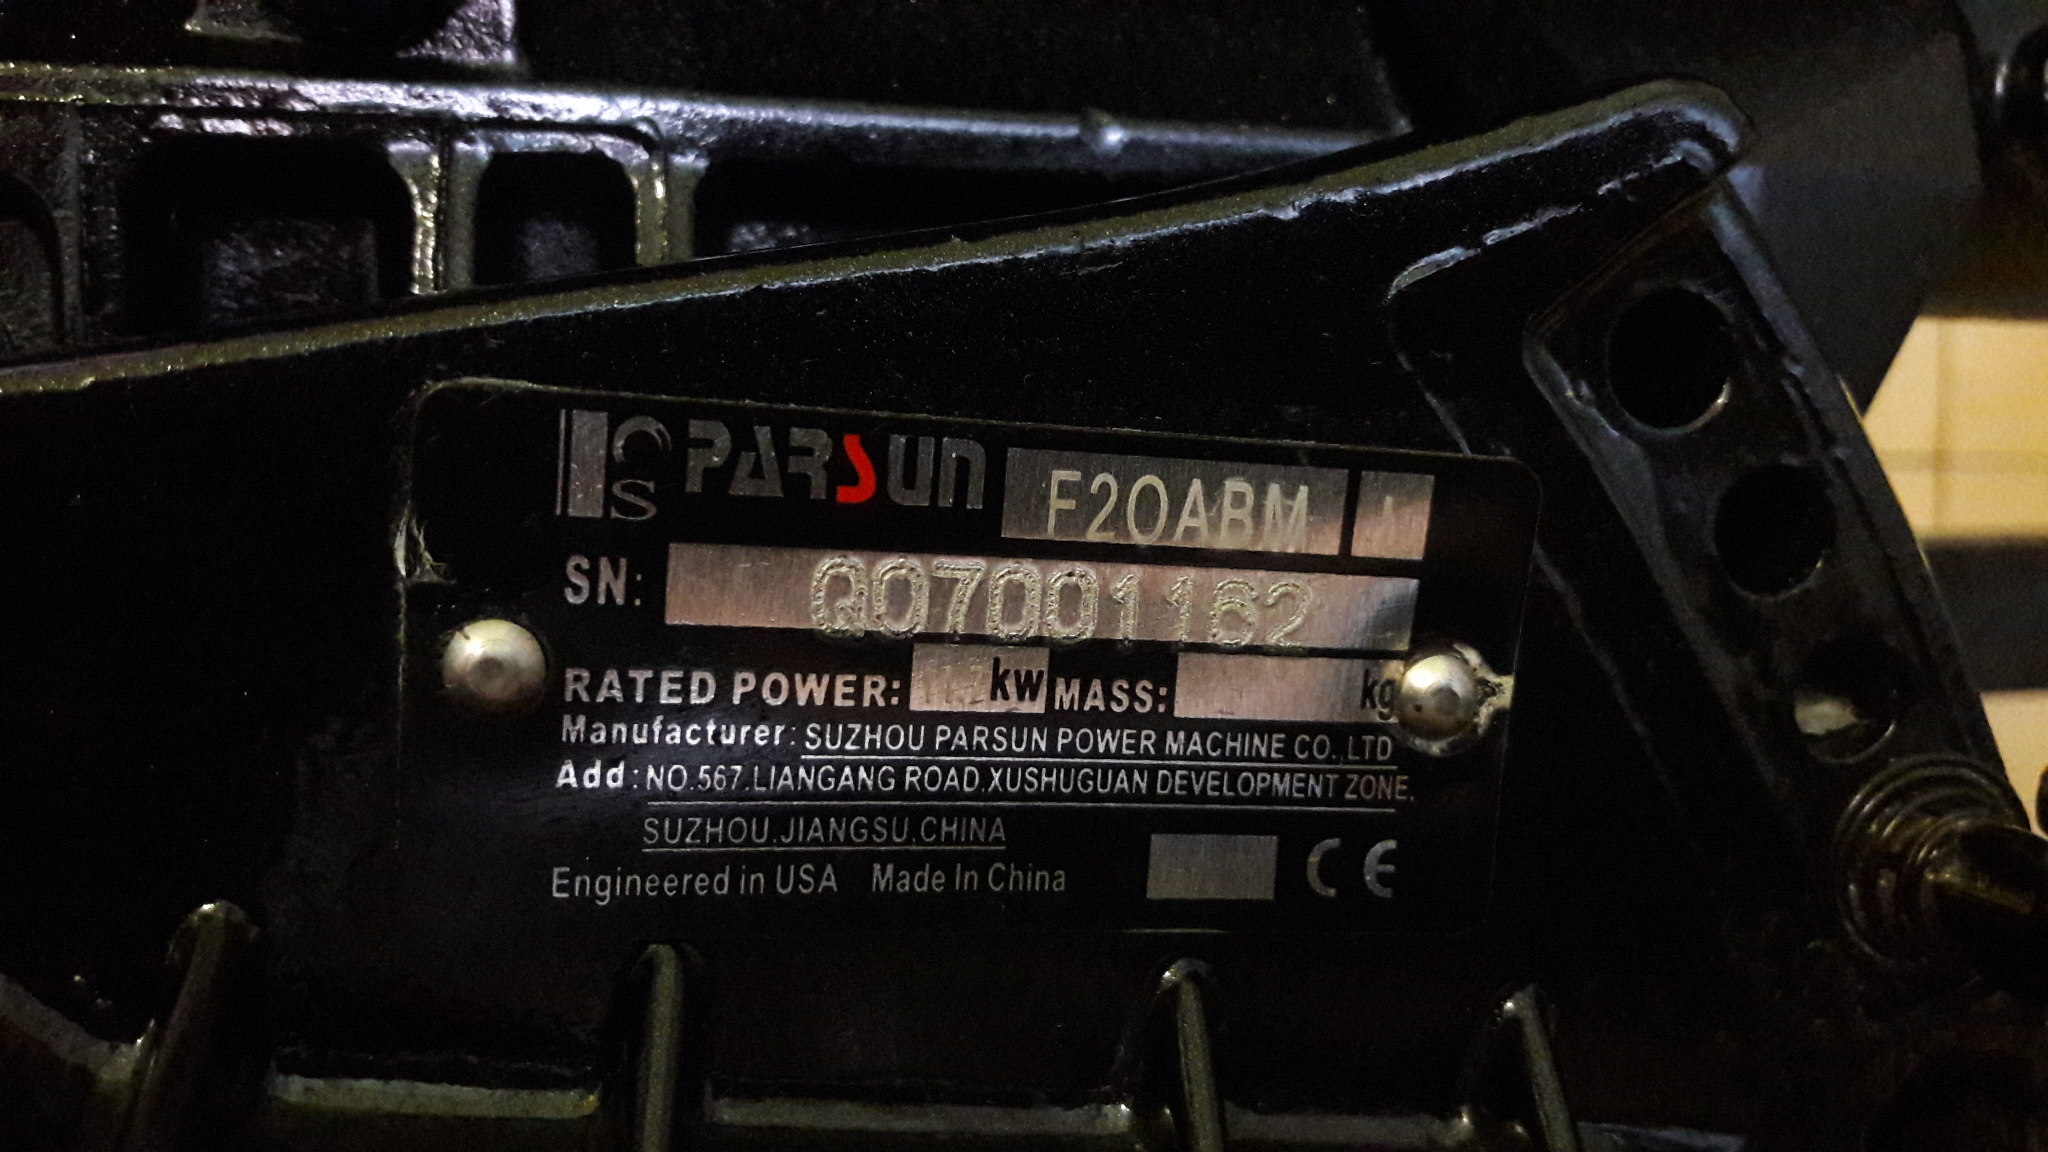 PS PARSUN F20ABM
SN: Q07001162
RATED POWER: kw MASS: kg
Manufacturer: SUZHOU PARSUN POWER MACHINE CO.,LTD
Add: NO.567.LIANGANG ROAD.XUSHUGUAN DEVELOPMENT ZONE.
SUZHOU.JIANGSU.CHINA
Engineered in USA Made In China CE